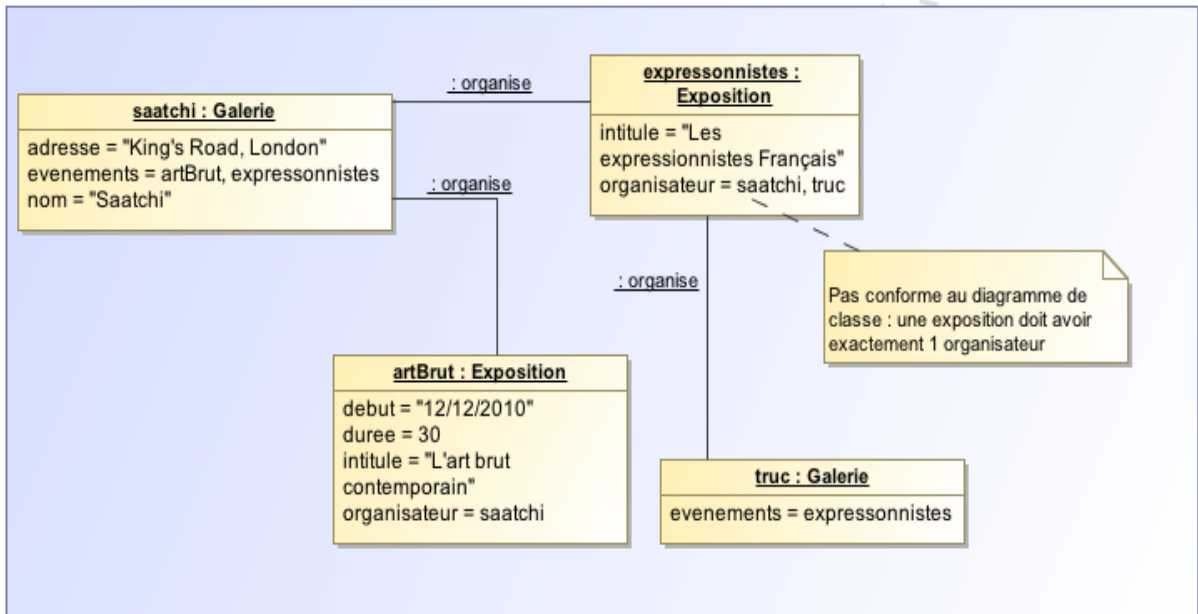 : organise
expressonnistes :
Exposition
intitule = "Les
expressionnistes Français"
organisateur = saatchi, truc
saatchi : Galerie
adresse = "King's Road, London"
evenements = artBrut, expressonnistes
nom = "Saatchi"
: organise
: organise
Pas conforme au diagramme de
classe : une exposition doit avoir
exactement 1 organisateur
artBrut : Exposition
debut = "12/12/2010"
duree = 30
intitule = "L'art brut
contemporain"
organisateur = saatchi
truc : Galerie
evenements = expressonnistes